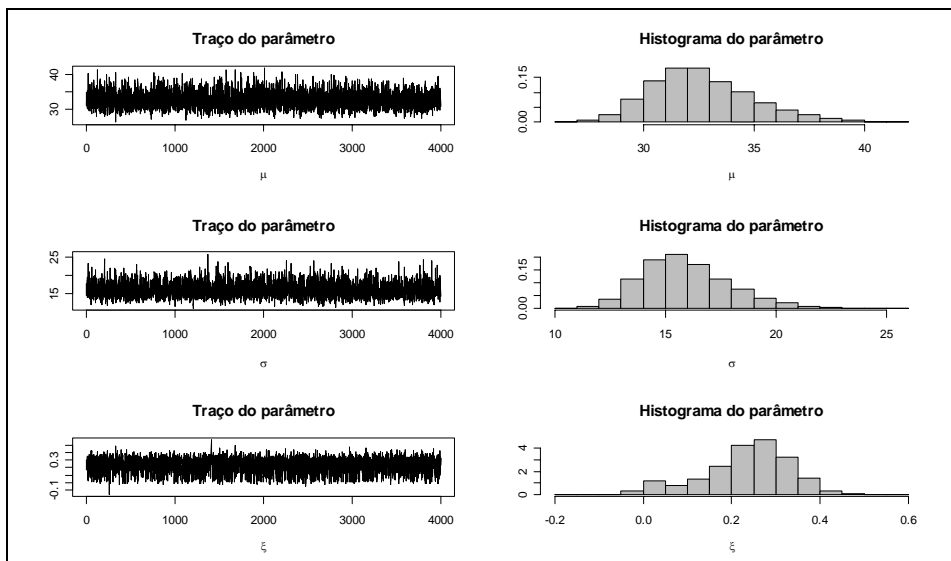 Traço do parâmetro
30 40
0 1000 2000 3000 4000
μ
Histograma do parâmetro
0.00 0.15
30 35 40
μ
Traço do parâmetro
15 25
0 1000 2000 3000 4000
σ
Histograma do parâmetro
0.00 0.15
10 15 20 25
σ
Traço do parâmetro
-0.1 0.3
0 1000 2000 3000 4000
ξ
Histograma do parâmetro
0 2 4
-0.2 0.0 0.2 0.4 0.6
ξ